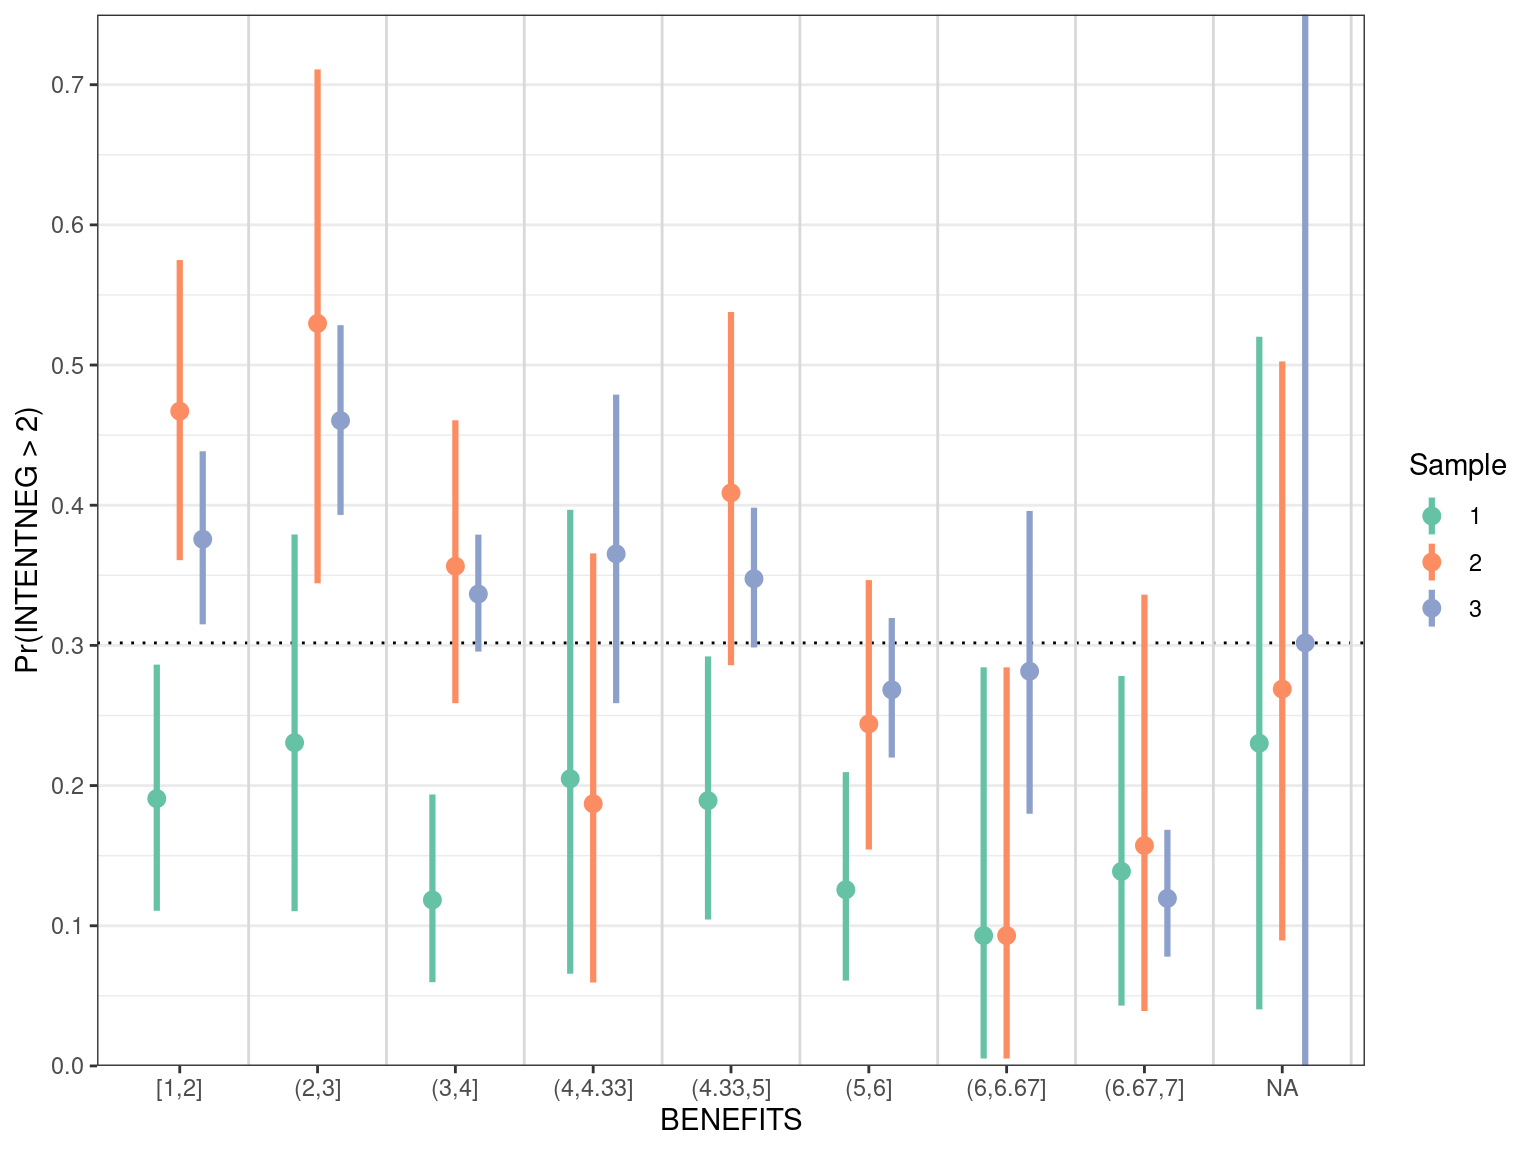 Pr(INTENTNEG > 2)
0.7
0.6
0.5
0.4
0.3
0.2
0.1
0.0
[1,2] (2,3] (3,4] (4,4.33] (4.33,5] (5,6] (6,6.67] (6.67,7] NA
BENEFITS
Sample
1
2
3